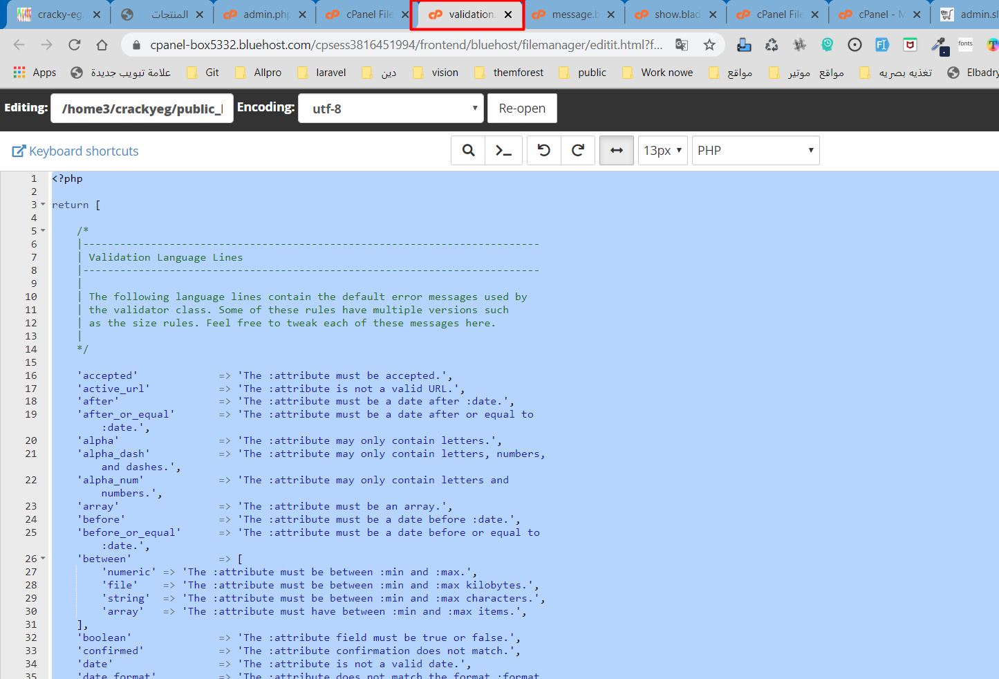 cracky-eg.
المنتجات
admin.php
cPanel File
validation.
message.b
show.blad
cPanel File
cPanel - M
admin.sl
cpanel-box5332.bluehost.com/cpsess3816451994/frontend/bluehost/filemanager/editit.html?f...
fonts
Apps
علامة تبويب جديدة
Git
Allpro
laravel
دين
vision
themforest
public
Work nowe
مواقع
مواقع موتير
تغذيه بصريه
Elbadry
Editing: /home3/crackyeg/public_ Encoding: utf-8 Re-open
Keyboard shortcuts 13px PHP
1 <?php
2
3 return [
4
5 /*
6 |--------------------------------------------------------------------------
7 | Validation Language Lines
8 |--------------------------------------------------------------------------
9 |
10 | The following language lines contain the default error messages used by
11 | the validator class. Some of these rules have multiple versions such
12 | as the size rules. Feel free to tweak each of these messages here.
13 |
14 */
15
16 'accepted' => 'The :attribute must be accepted.',
17 'active_url' => 'The :attribute is not a valid URL.',
18 'after' => 'The :attribute must be a date after :date.',
19 'after_or_equal' => 'The :attribute must be a date after or equal to
:date.',
20 'alpha' => 'The :attribute may only contain letters.',
21 'alpha_dash' => 'The :attribute may only contain letters, numbers,
and dashes.',
22 'alpha_num' => 'The :attribute may only contain letters and
numbers.',
23 'array' => 'The :attribute must be an array.',
24 'before' => 'The :attribute must be a date before :date.',
25 'before_or_equal' => 'The :attribute must be a date before or equal to
:date.',
26 'between' => [
27 'numeric' => 'The :attribute must be between :min and :max.',
28 'file' => 'The :attribute must be between :min and :max kilobytes.',
29 'string' => 'The :attribute must be between :min and :max characters.',
30 'array' => 'The :attribute must have between :min and :max items.',
31 ],
32 'boolean' => 'The :attribute field must be true or false.',
33 'confirmed' => 'The :attribute confirmation does not match.',
34 'date' => 'The :attribute is not a valid date.',
35 'date_format' => 'The :attribute does not match the format :format